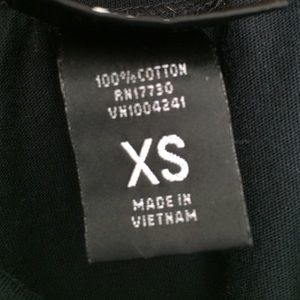 100%COTTON
RN17730
VN1004241
XS
MADE IN
VIETNAM